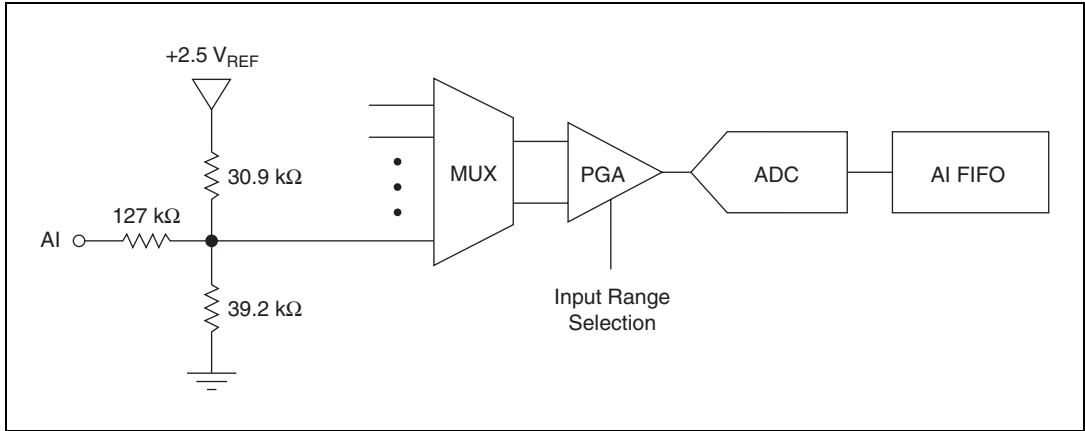 +2.5 V_REF
30.9 kΩ
127 kΩ
AI
39.2 kΩ
MUX
PGA
ADC
AI FIFO
Input Range
Selection